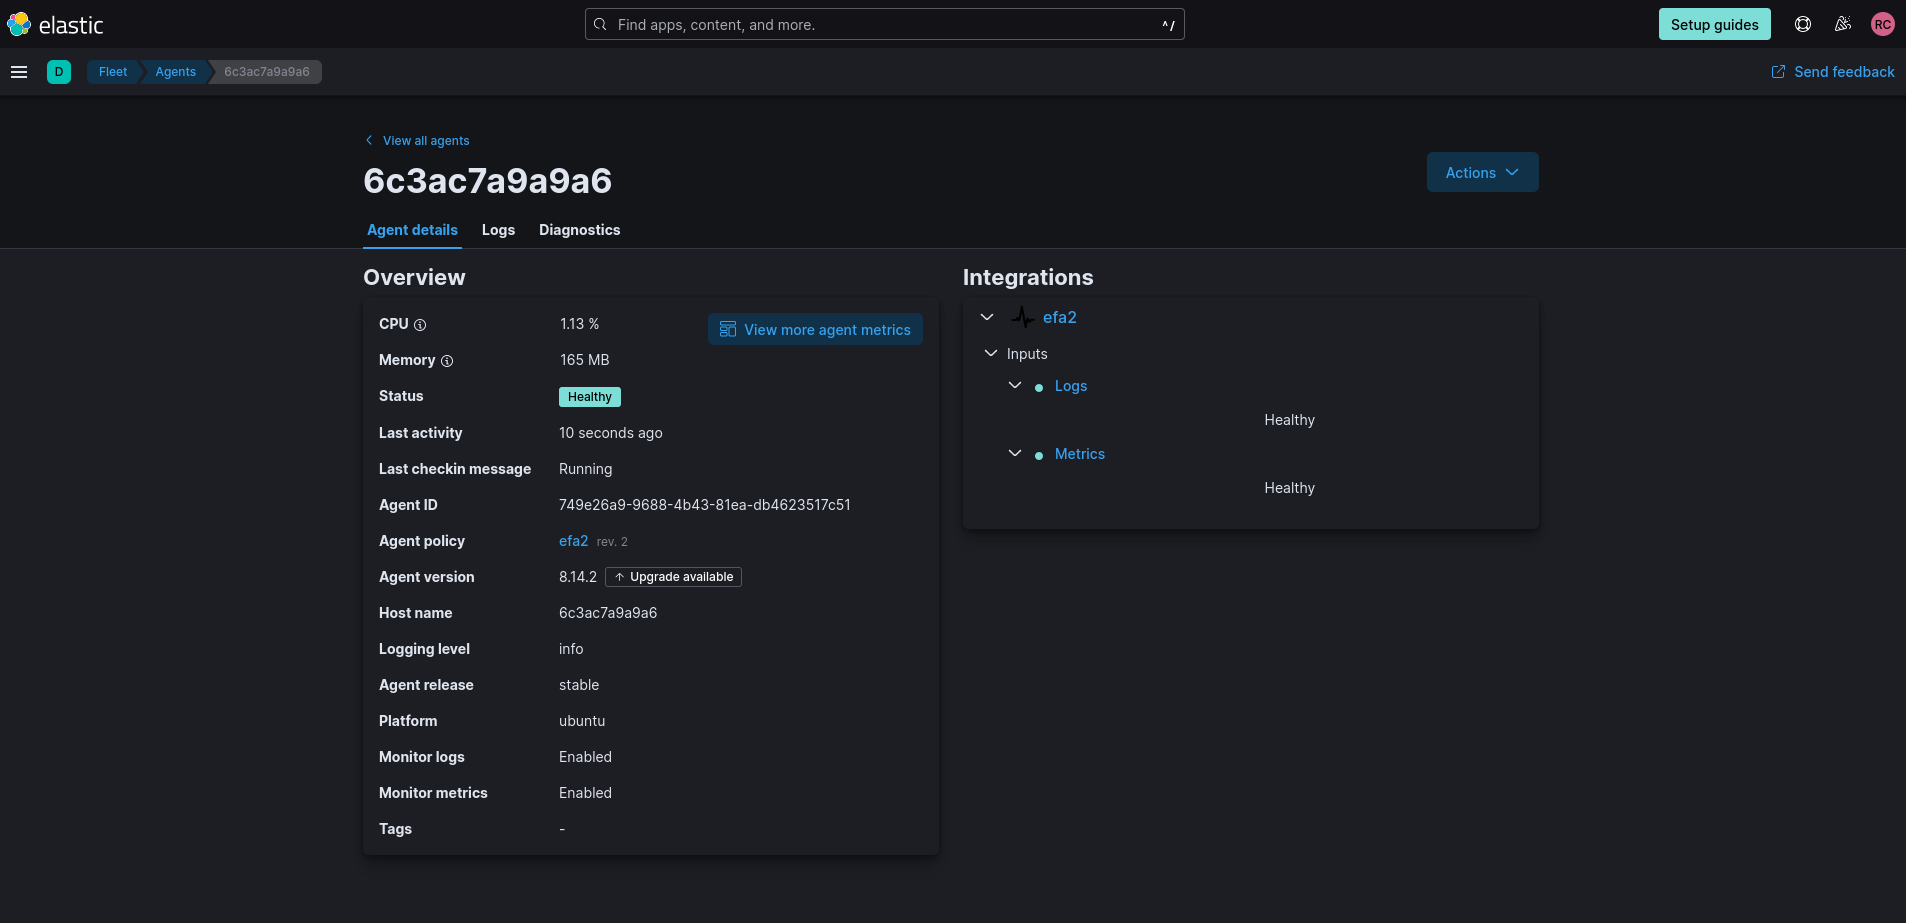 elastic
Find apps, content, and more.
^/
Setup guides
RC
D
Fleet
Agents
6c3ac7a9a9a6
Send feedback
View all agents
6c3ac7a9a9a6
Actions
Agent details
Logs
Diagnostics
Overview
CPU 1.13 %
View more agent metrics
Memory 165 MB
Status Healthy
Last activity 10 seconds ago
Last checkin message Running
Agent ID 749e26a9-9688-4b43-81ea-db4623517c51
Agent policy efa2 rev. 2
Agent version 8.14.2 Upgrade available
Host name 6c3ac7a9a9a6
Logging level info
Agent release stable
Platform ubuntu
Monitor logs Enabled
Monitor metrics Enabled
Tags -
Integrations
efa2
Inputs
Logs
Healthy
Metrics
Healthy